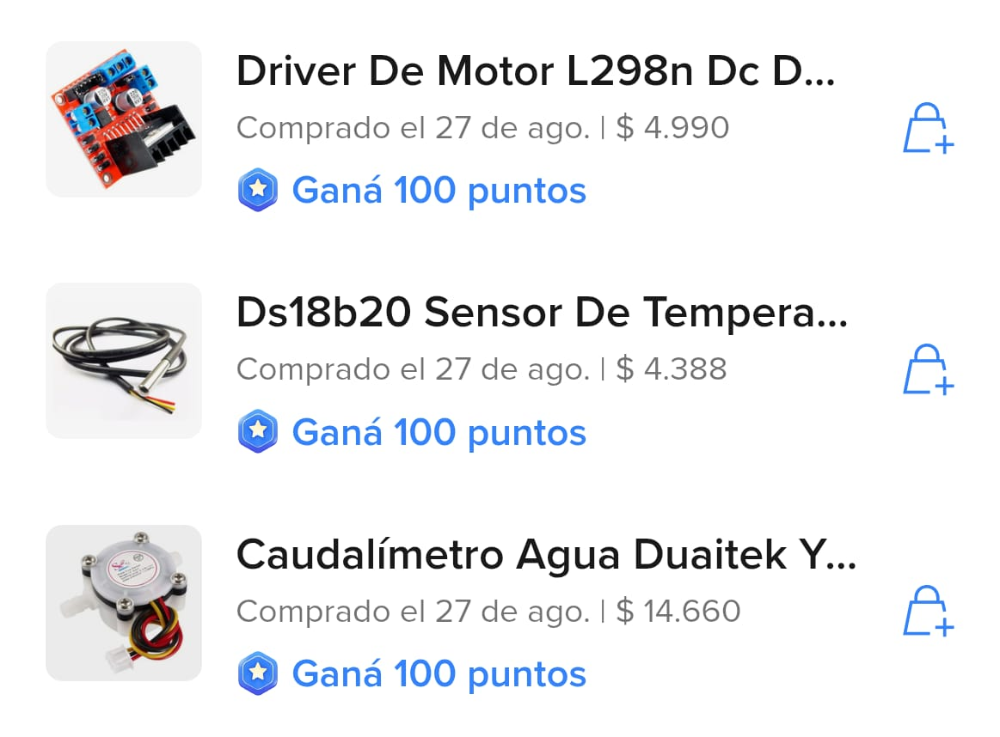 Driver De Motor L298n Dc D...
Comprado el 27 de ago. | $ 4.990
Ganá 100 puntos
Ds18b20 Sensor De Tempera...
Comprado el 27 de ago. | $ 4.388
Ganá 100 puntos
Caudalímetro Agua Duaitek Y...
Comprado el 27 de ago. | $ 14.660
Ganá 100 puntos